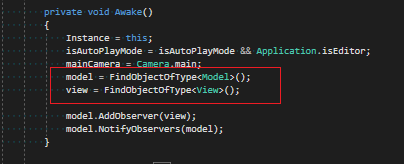 private void Awake()
{
Instance = this;
isAutoPlayMode = isAutoPlayMode && Application.isEditor;
mainCamera = Camera.main;
model = FindObjectOfType<Model>();
view = FindObjectOfType<View>();
model.AddObserver(view);
model.NotifyObservers(model);
}